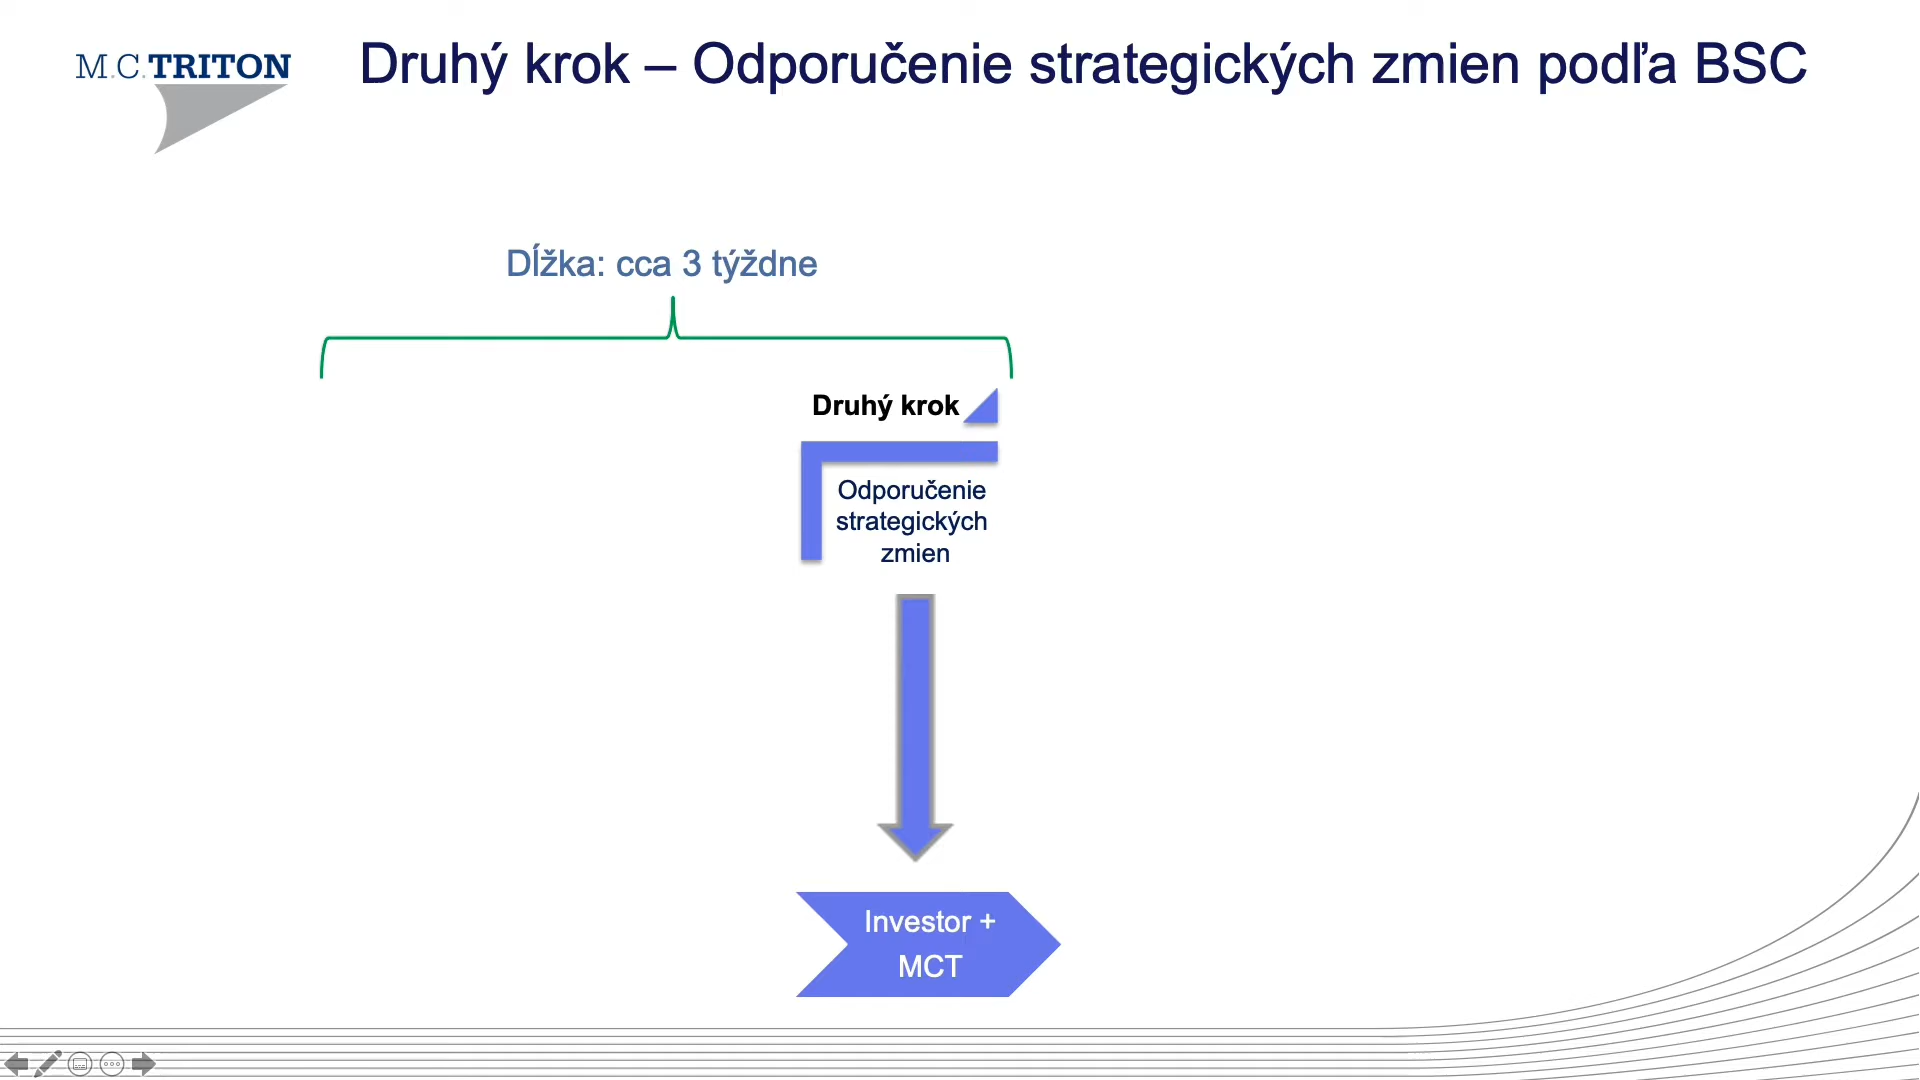 M.C.TRITON
Druhý krok – Odporučenie strategických zmien podľa BSC
Dĺžka: cca 3 týždne
Druhý krok
Odporučenie
strategických
zmien
Investor +
MCT